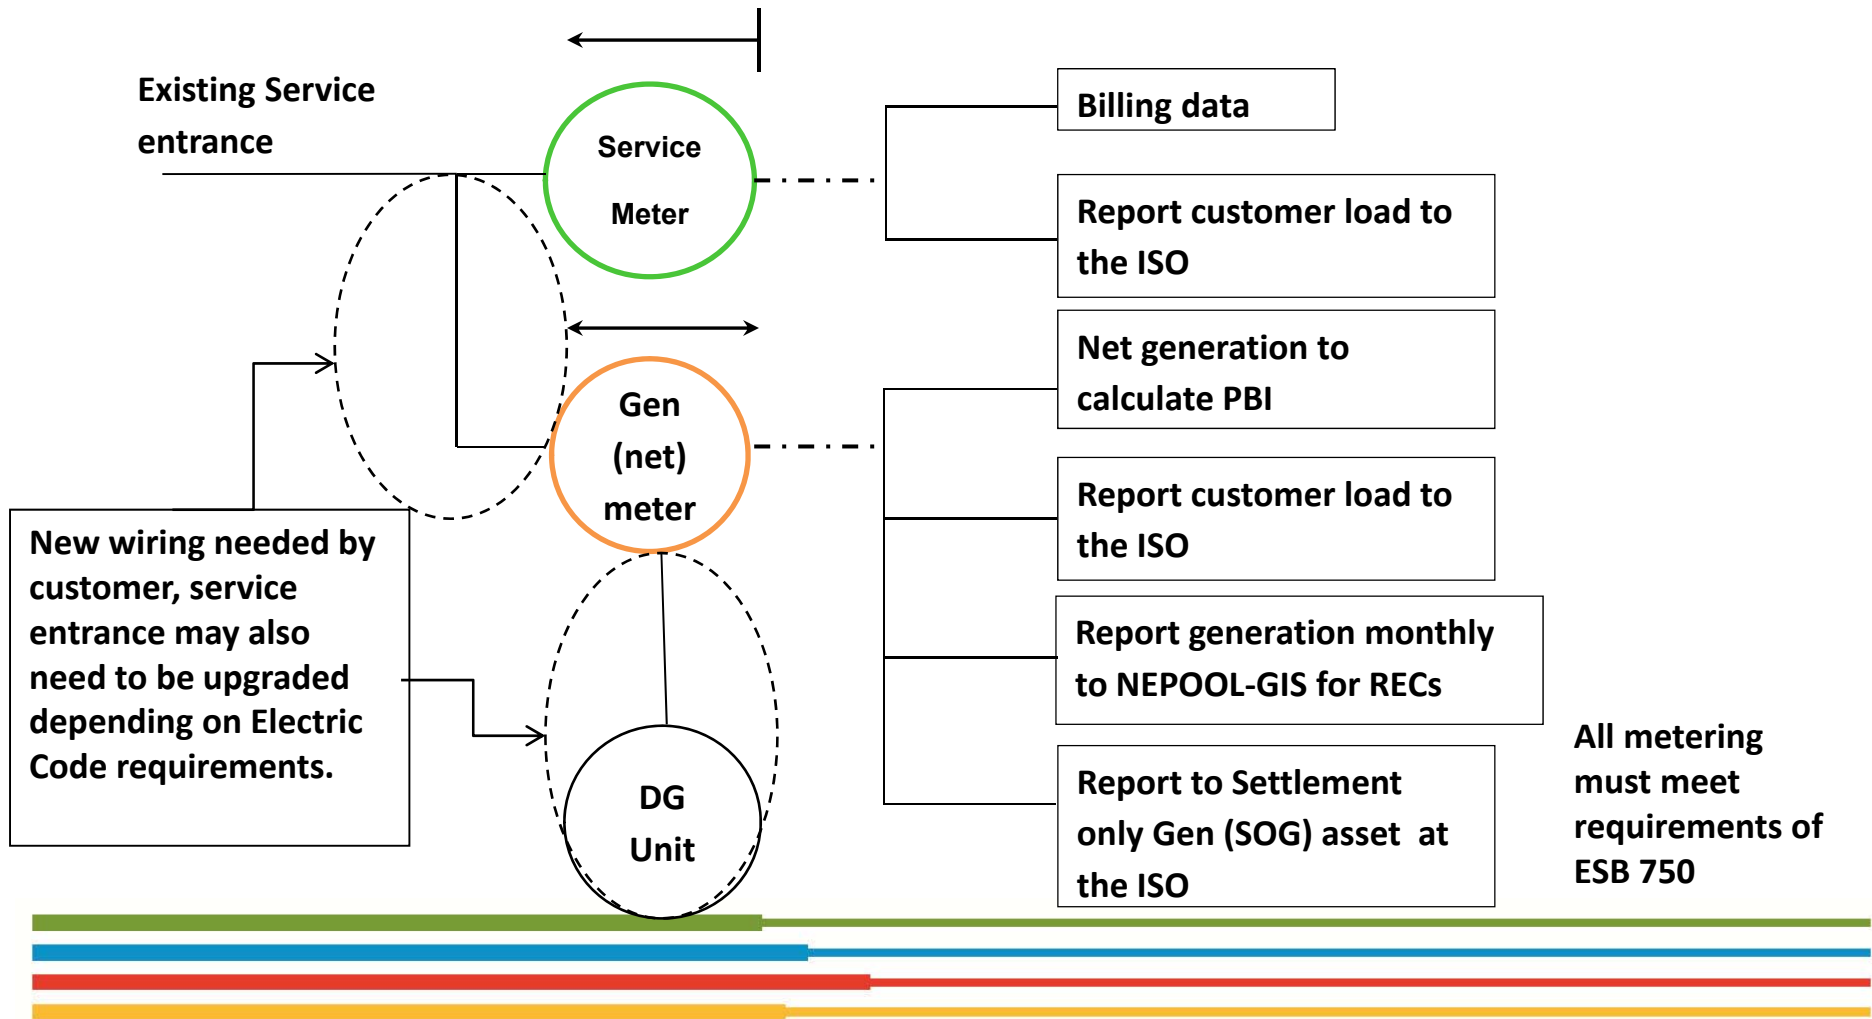 Existing Service
entrance
Service
Meter
Billing data
Report customer load to
the ISO
Gen
(net)
meter
Net generation to
calculate PBI
Report customer load to
the ISO
Report generation monthly
to NEPOOL-GIS for RECs
Report to Settlement
only Gen (SOG) asset at
the ISO
New wiring needed by
customer, service
entrance may also
need to be upgraded
depending on Electric
Code requirements.
DG
Unit
All metering
must meet
requirements of
ESB 750